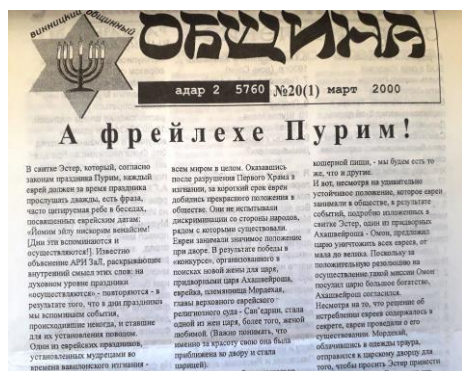 винницкий общинный
ОБЩИНА
адар 2 5760 №20(1) март 2000
А фрейлехе Пурим!
В свитке Эстер, который, согласно
законам праздника Пурим, каждый
еврей должен за время праздника
прослушать дважды, есть фраза,
часто цитируемая ребе в беседах,
посвященных еврейским датам:
«Йомим эйлу нискорим венайсим!
[Дни эти вспоминаются и
осуществляются!]. Известно
объяснение АРИ ЗаЛ, раскрывающее
внутренний смысл этих слов: на
духовном уровне праздники
«осуществляются» - повторяются - в
результате того, что в дни праздников
мы вспоминаем события,
происходившие некогда, и ставшие
для их установления поводом.
Один из еврейских праздников,
установленных мудрецами во
времена вавилонского изгнания -
всем миром в целом. Оказавшись
после разрушения Первого Храма в
изгнании, за короткий срок евреи
добились прекрасного положения в
обществе. Они не испытывали
дискриминации со стороны народов,
рядом с которыми существовали.
Евреи занимали значимое положение
при дворе. В результате победы в
«конкурсе», организованного в
поисках новой жены для царя,
придворными царя Ахашвейроша,
еврейка, племянница Мордехая,
главы верховного еврейского
религиозного суда - Сан'едрин, стала
одной из жен царя, более того, женой
любимой. (Важно понимать, что
именно за красоту свою она была
приближена ко двору и стала
царицей).
кошерной пищи, - мы будем есть то
же, что и другие.
И вот, несмотря на удивительно
устойчивое положение, которое евреи
занимали в обществе, в результате
событий, подробно изложенных в
свитке Эстер, один из придворных
Ахашвейроша - Омон, предложил
царю уничтожить всех евреев, от
мала до велика. Поскольку за
положительную резолюцию на
осуществление такой миссии Омон
посулил царю большое богатство,
Ахашвейрош согласился.
Несмотря на то, что решение об
истреблении евреев содержалось в
секрете, евреи проведали о его
существовании. Мордехай,
облачившись в одежды траура,
отправился к царскому дворцу для
того, чтобы просить Эстер принести